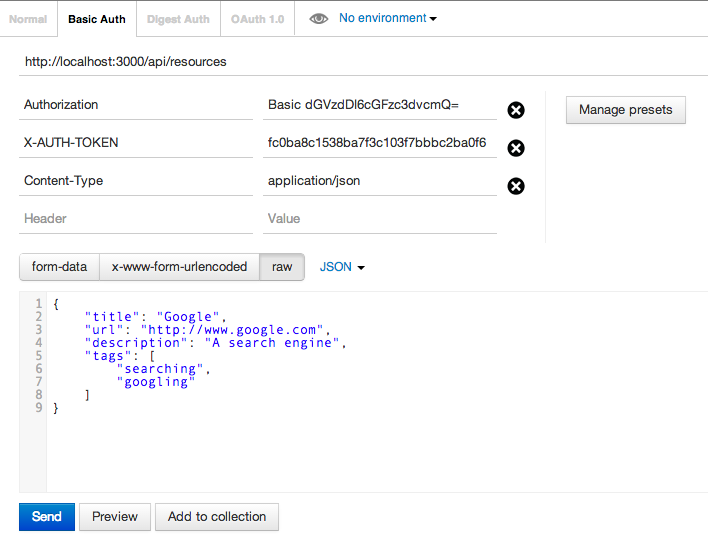 Normal Basic Auth Digest Auth OAuth 1.0 No environment
http://localhost:3000/api/resources
Authorization Basic dGVzdDI6cGFzc3dvcmQ=
X-AUTH-TOKEN fc0ba8c1538ba7f3c103f7bbbc2ba0f6
Content-Type application/json
Header Value
Manage presets
form-data x-www-form-urlencoded raw JSON
1 {
2 "title": "Google",
3 "url": "http://www.google.com",
4 "description": "A search engine",
5 "tags": [
6 "searching",
7 "googling"
8 ]
9 }
Send Preview Add to collection